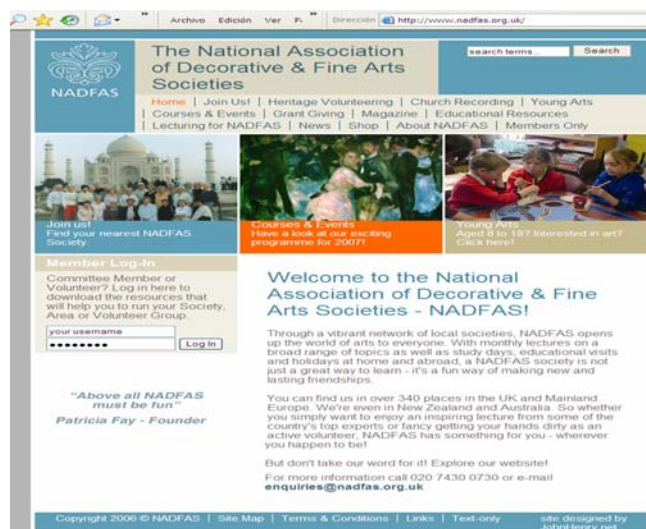 Archivo Edición Ver
Dirección http://www.nadfas.org.uk/
NADFAS
The National Association
of Decorative & Fine Arts
Societies
search terms... Search
Home | Join Us! | Heritage Volunteering | Church Recording | Young Arts
| Courses & Events | Grant Giving | Magazine | Educational Resources
| Lecturing for NADFAS | News | Shop | About NADFAS | Members Only
Join us!
Find your nearest NADFAS
Society.
Courses & Events
Have a look at our exciting
programme for 2007!
Young Arts
Aged 8 to 18? Interested in art?
Click here!
Member Log-In
Committee Member or
Volunteer? Log in here to
download the resources that
will help you to run your Society,
Area or Volunteer Group.
your username
Log In
"Above all NADFAS
must be fun"
Patricia Fay - Founder
Welcome to the National
Association of Decorative & Fine
Arts Societies - NADFAS!
Through a vibrant network of local societies, NADFAS opens
up the world of arts to everyone. With monthly lectures on a
broad range of topics as well as study days, educational visits
and holidays at home and abroad, a NADFAS society is not
just a great way to learn - it's a fun way of making new and
lasting friendships.
You can find us in over 340 places in the UK and Mainland
Europe. We're even in New Zealand and Australia. So whether
you simply want to enjoy an inspiring lecture from some of the
country's top experts or fancy getting your hands dirty as an
active volunteer, NADFAS has something for you - wherever
you happen to be!
But don't take our word for it! Explore our website!
For more information call 020 7430 0730 or e-mail
enquiries@nadfas.org.uk
Copyright 2006 © NADFAS | Site Map | Terms & Conditions | Links | Text-only
site designed by
JohnHenry.net